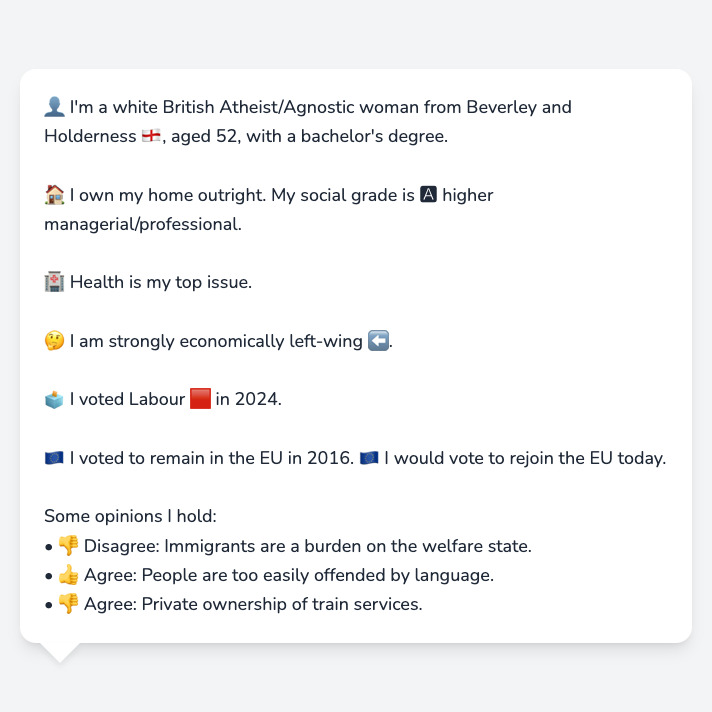 👤 I'm a white British Atheist/Agnostic woman from Beverley and
Holderness 🏴󠁧󠁢󠁥󠁮󠁧󠁿, aged 52, with a bachelor's degree.
🏠 I own my home outright. My social grade is 🅰 higher
managerial/professional.
🏥 Health is my top issue.
🤔 I am strongly economically left-wing ⬅️.
🗳️ I voted Labour 🟥 in 2024.
🇪🇺 I voted to remain in the EU in 2016. 🇪🇺 I would vote to rejoin the EU today.
Some opinions I hold:
• 👎 Disagree: Immigrants are a burden on the welfare state.
• 👍 Agree: People are too easily offended by language.
• 👎 Agree: Private ownership of train services.